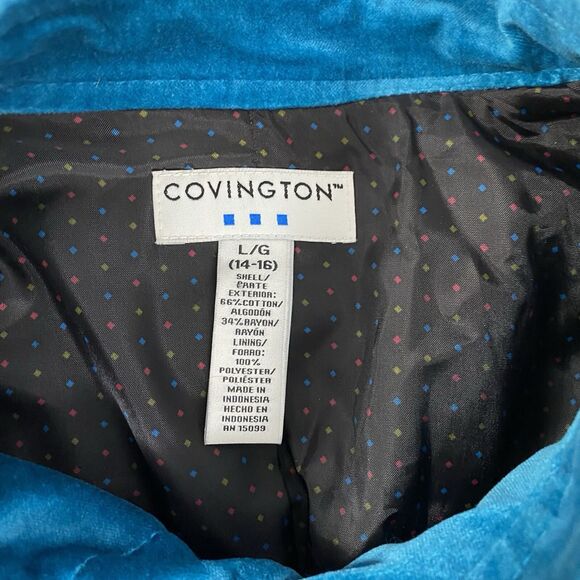 COVINGTON™
L/G
(14-16)
SHELL/
PARTE
EXTERIOR:
66% COTTON/
ALGODÓN
34% RAYON/
RAYÓN
LINING/
FORRO:
100%
POLYESTER/
POLIÉSTER
MADE IN
INDONESIA
HECHO EN
INDONESIA
RN 15099